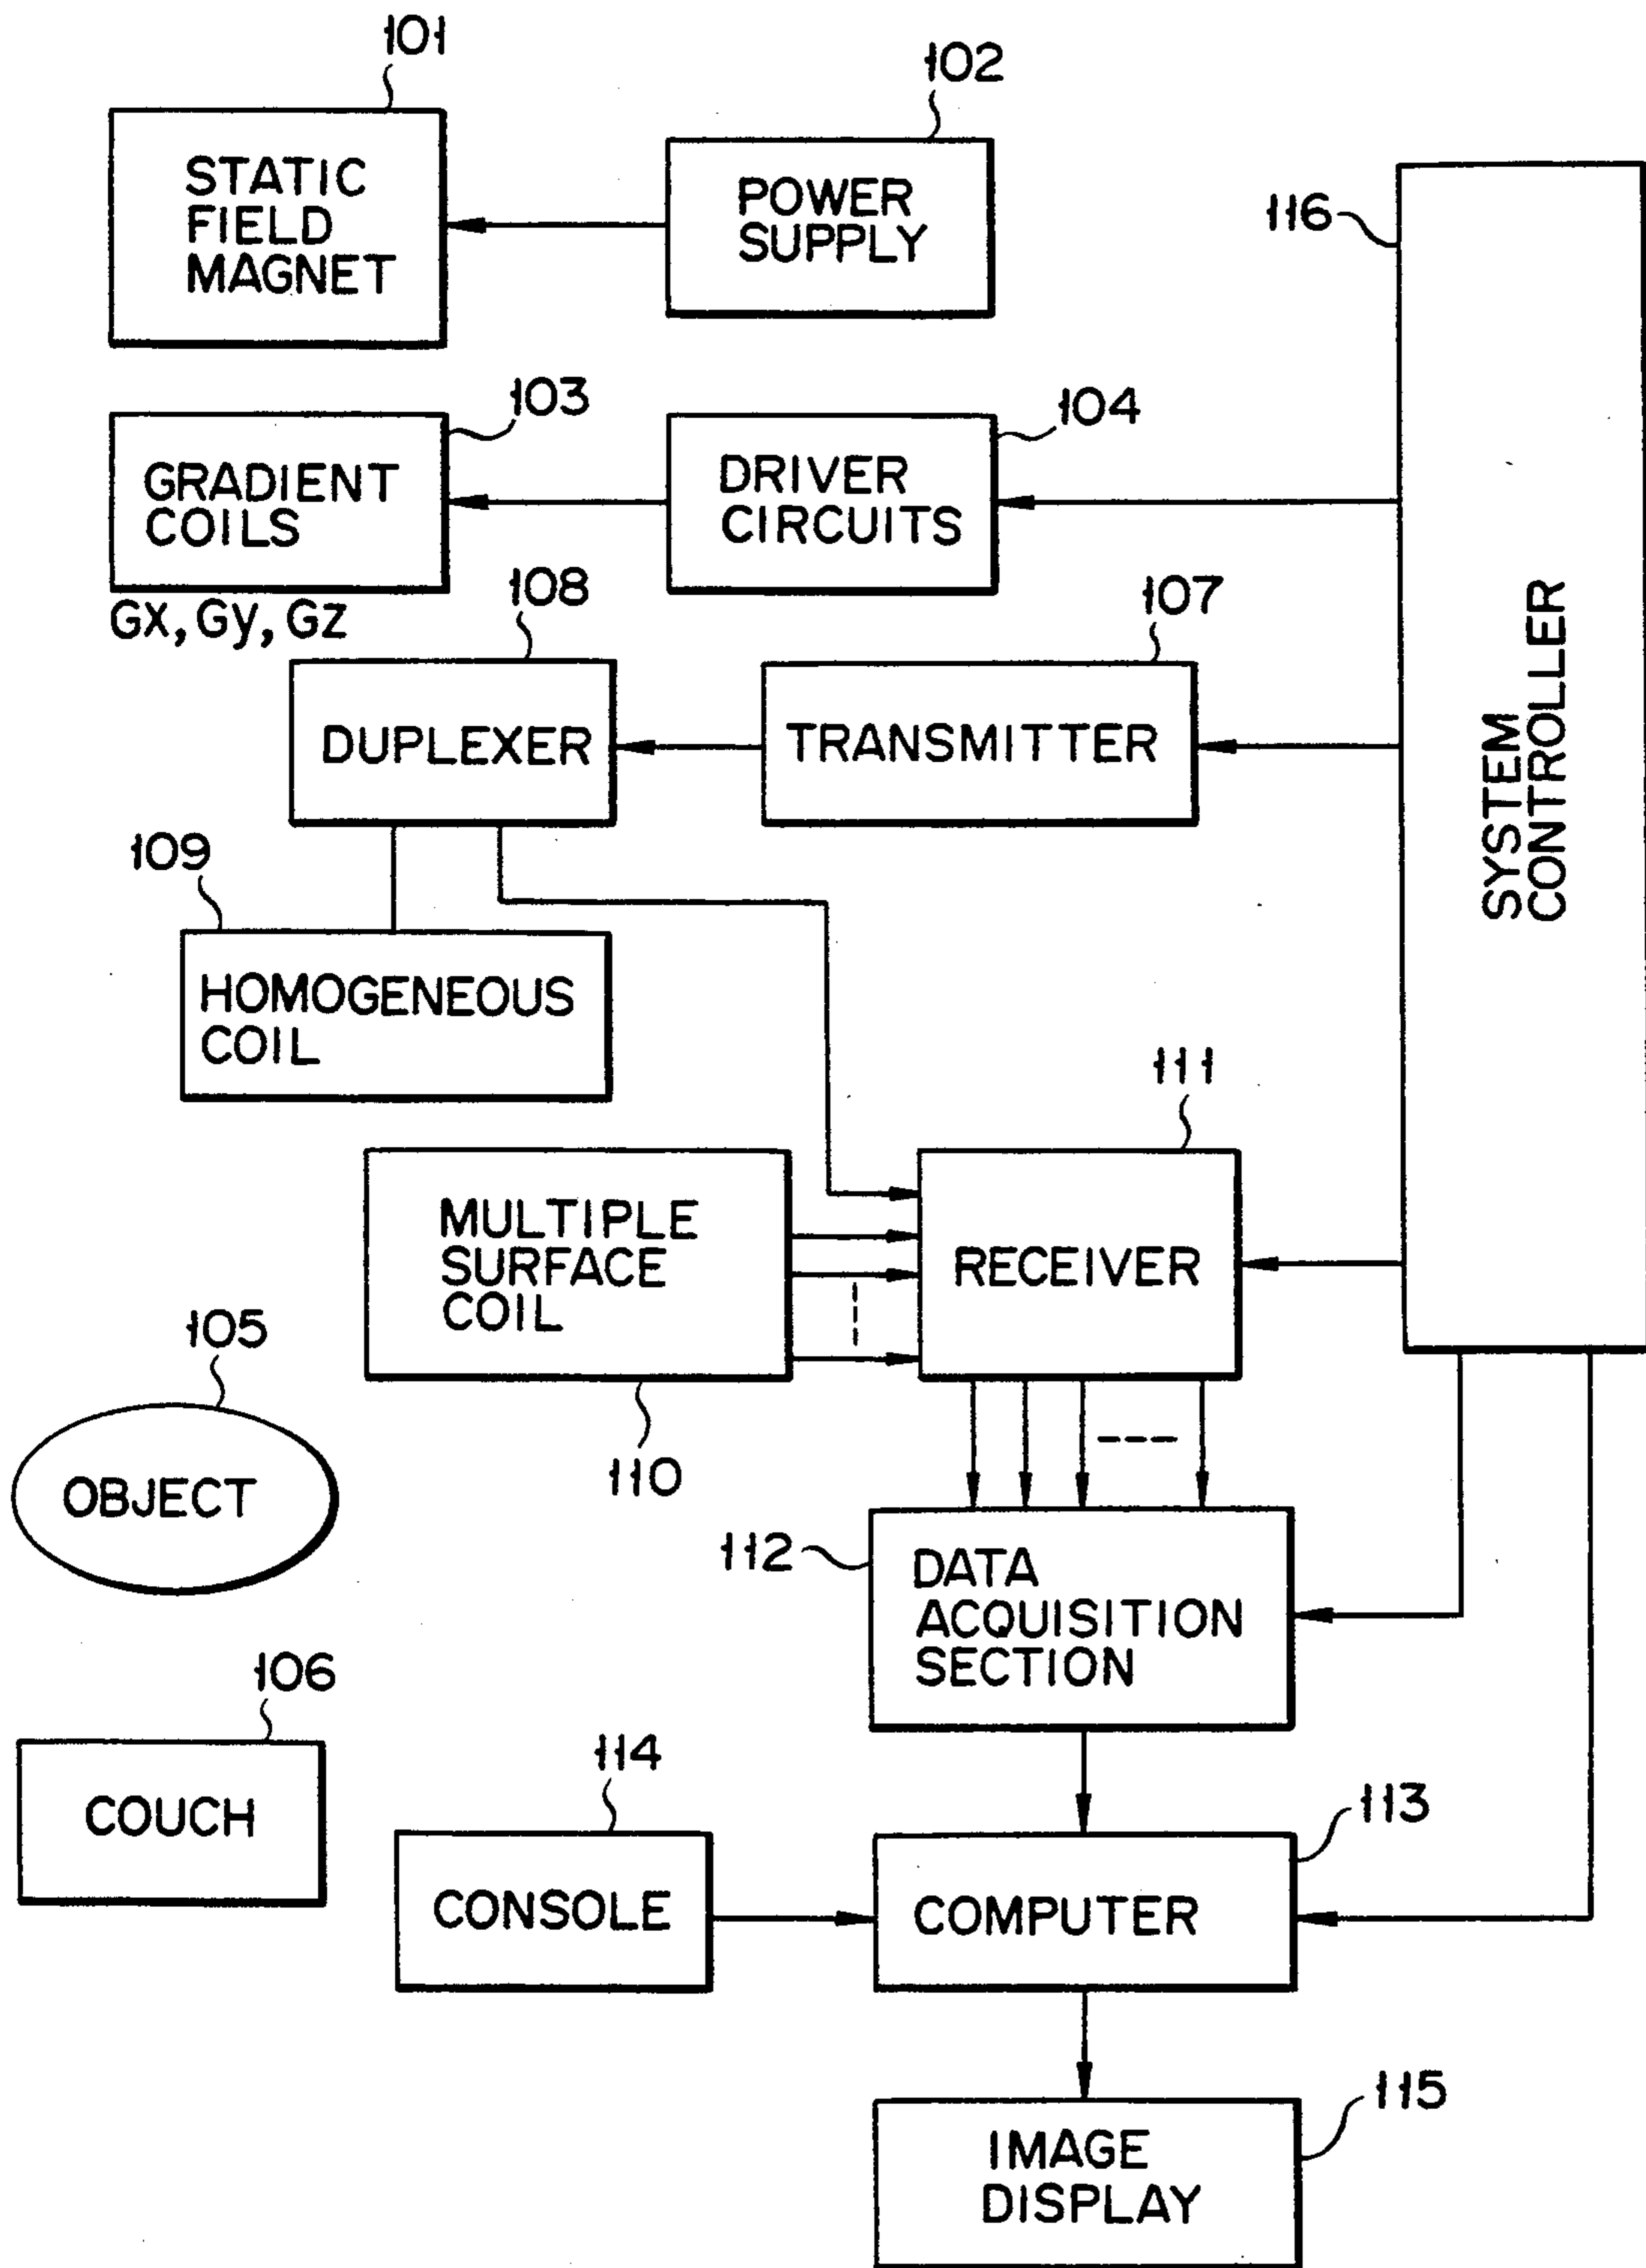 101
102
STATIC
FIELD
MAGNET
POWER
SUPPLY
116
103
104
GRADIENT
COILS
DRIVER
CIRCUITS
Gx, Gy, Gz
108
107
DUPLEXER
TRANSMITTER
SYSTEM
CONTROLLER
109
HOMOGENEOUS
COIL
111
MULTIPLE
SURFACE
COIL
RECEIVER
105
110
OBJECT
112
DATA
ACQUISITION
SECTION
106
COUCH
114
113
CONSOLE
COMPUTER
115
IMAGE
DISPLAY